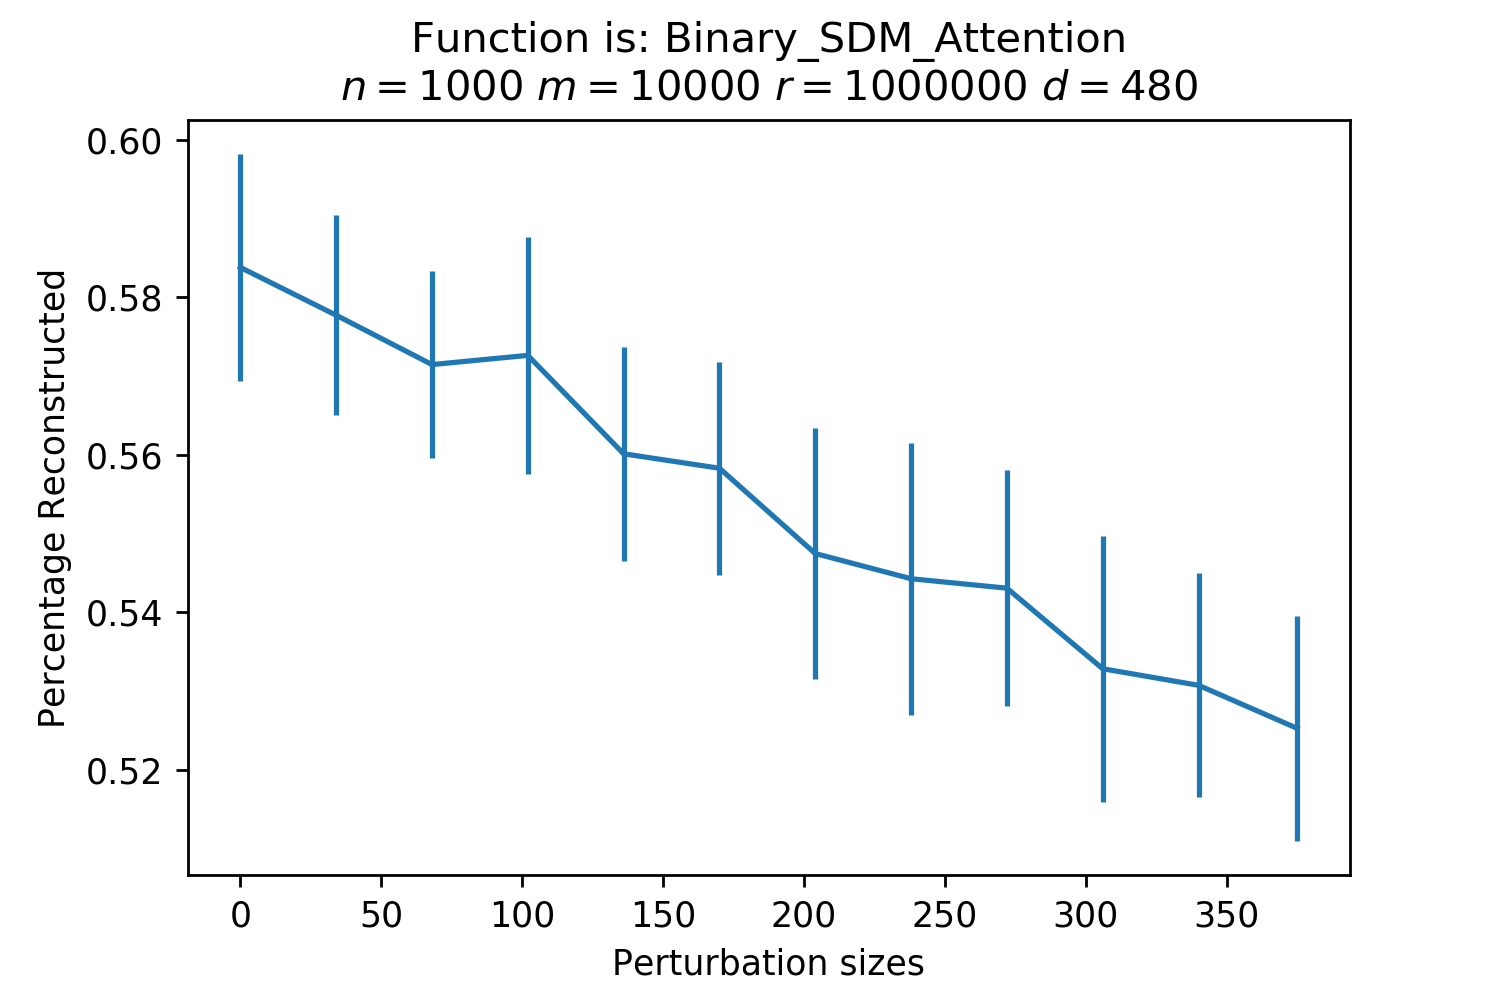 Function is: Binary_SDM_Attention
n = 1000 m = 10000 r = 1000000 d = 480
Percentage Reconstructed
0.60
0.58
0.56
0.54
0.52
0 50 100 150 200 250 300 350
Perturbation sizes